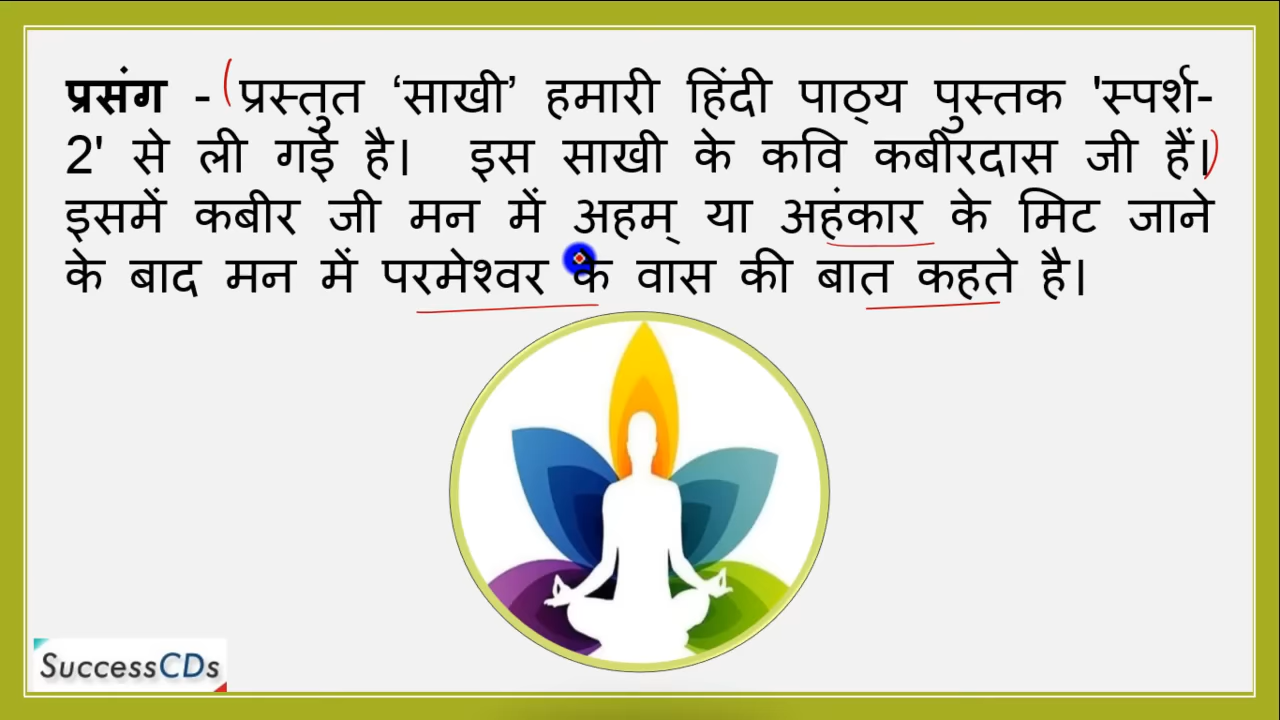 प्रसंग - प्रस्तुत ‘साखी’ हमारी हिंदी पाठ्य पुस्तक 'स्पर्श-
2' से ली गई है। इस साखी के कवि कबीरदास जी हैं।
इसमें कबीर जी मन में अहम् या अहंकार के मिट जाने
के बाद मन में परमेश्वर के वास की बात कहते है।
SuccessCDs